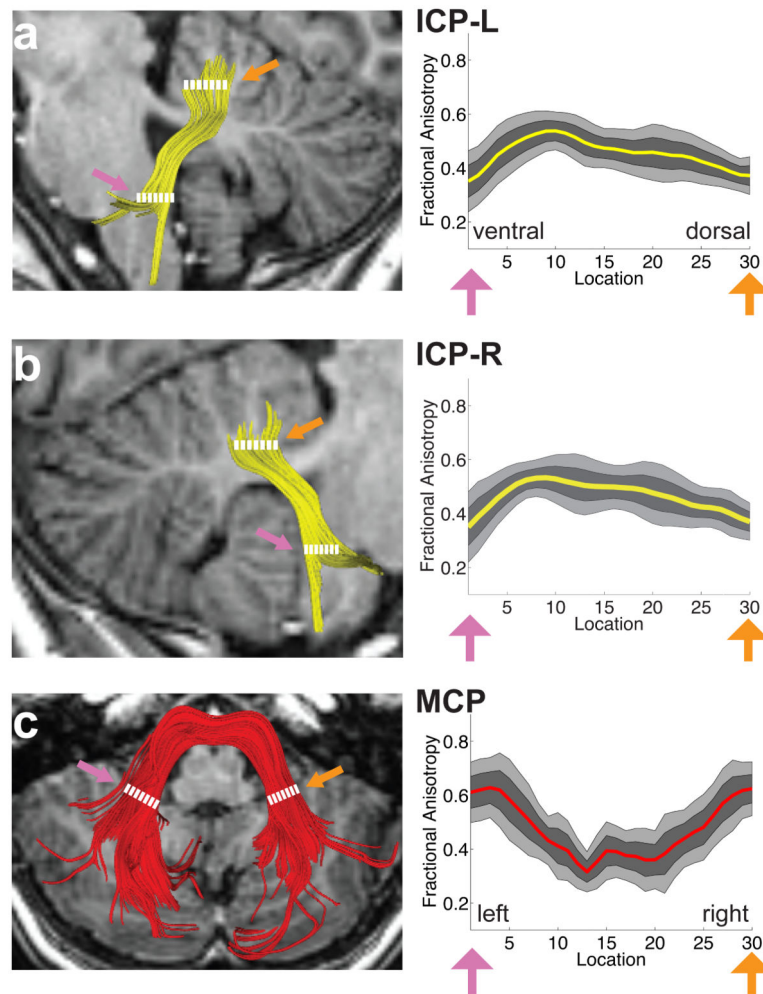 a
ICP-L
Fractional Anisotropy
0.8
0.6
0.4
0.2
ventral
dorsal
5
10
15
20
25
30
Location
b
ICP-R
Fractional Anisotropy
0.8
0.6
0.4
0.2
5
10
15
20
25
30
Location
c
MCP
Fractional Anisotropy
0.8
0.6
0.4
0.2
left
right
5
10
15
20
25
30
Location